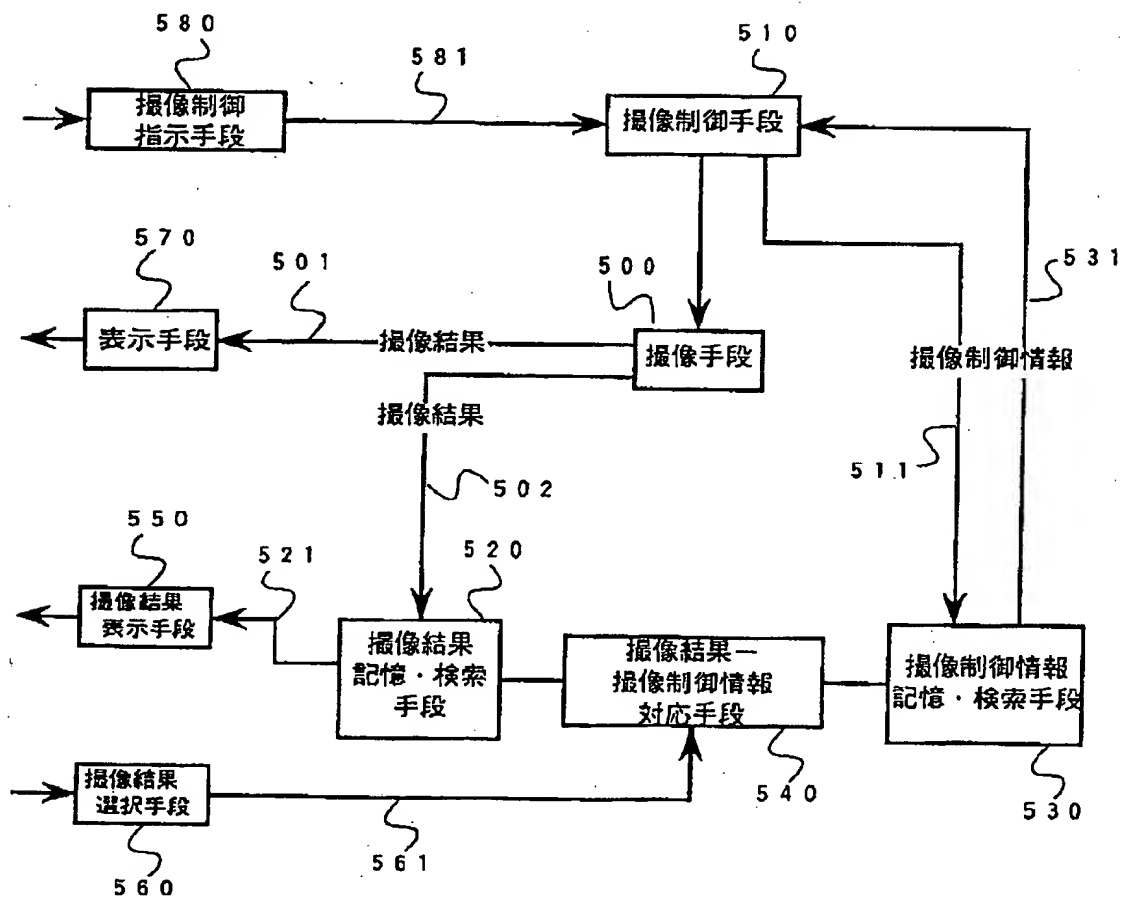 580
510
581
撮像制御
指示手段
撮像制御手段
570
501
500
531
表示手段
撮像結果
撮像手段
撮像制御情報
撮像結果
511
502
550
521
520
撮像結果
表示手段
撮像結果
記憶・検索
手段
撮像結果ー
撮像制御情報
対応手段
撮像制御情報
記憶・検索手段
撮像結果
選択手段
540
530
561
560